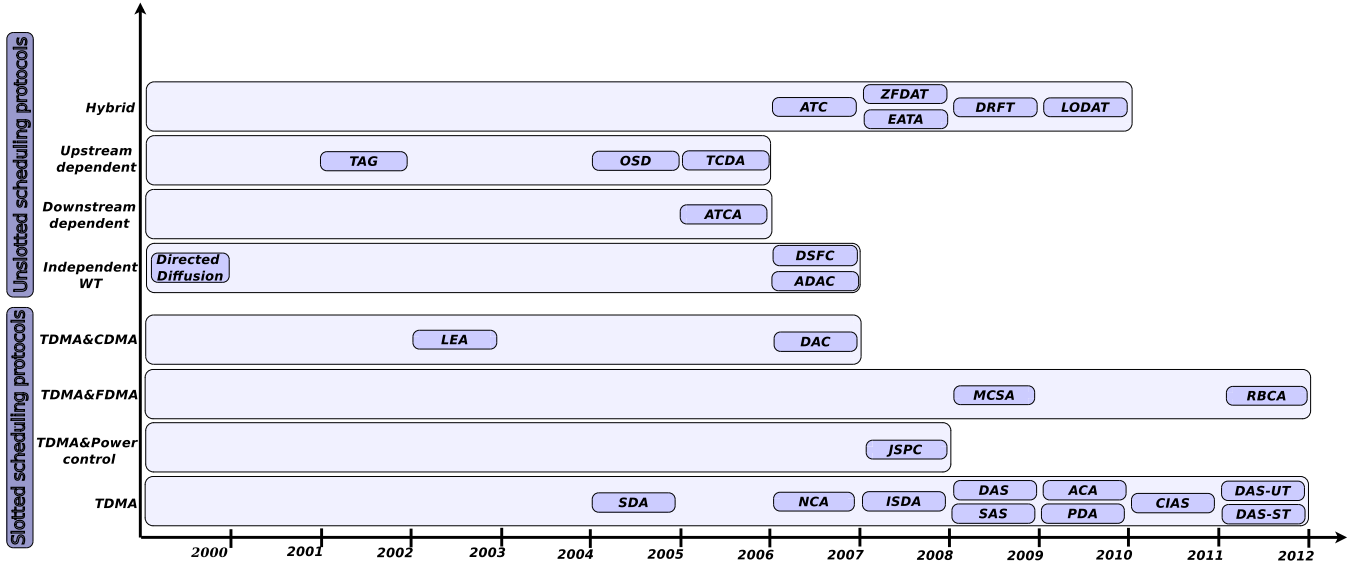 Unslotted scheduling protocols
Hybrid
ATC
ZFDAT
EATA
DRFT
LODAT
Upstream
dependent
TAG
OSD
TCDA
Downstream
dependent
ATCA
Independent
WT
Directed
Diffusion
DSFC
ADAC
Slotted scheduling protocols
TDMA&CDMA
LEA
DAC
TDMA&FDMA
MCSA
RBCA
TDMA&Power
control
JSPC
TDMA
SDA
NCA
ISDA
DAS
SAS
ACA
PDA
CIAS
DAS-UT
DAS-ST
2000 2001 2002 2003 2004 2005 2006 2007 2008 2009 2010 2011 2012